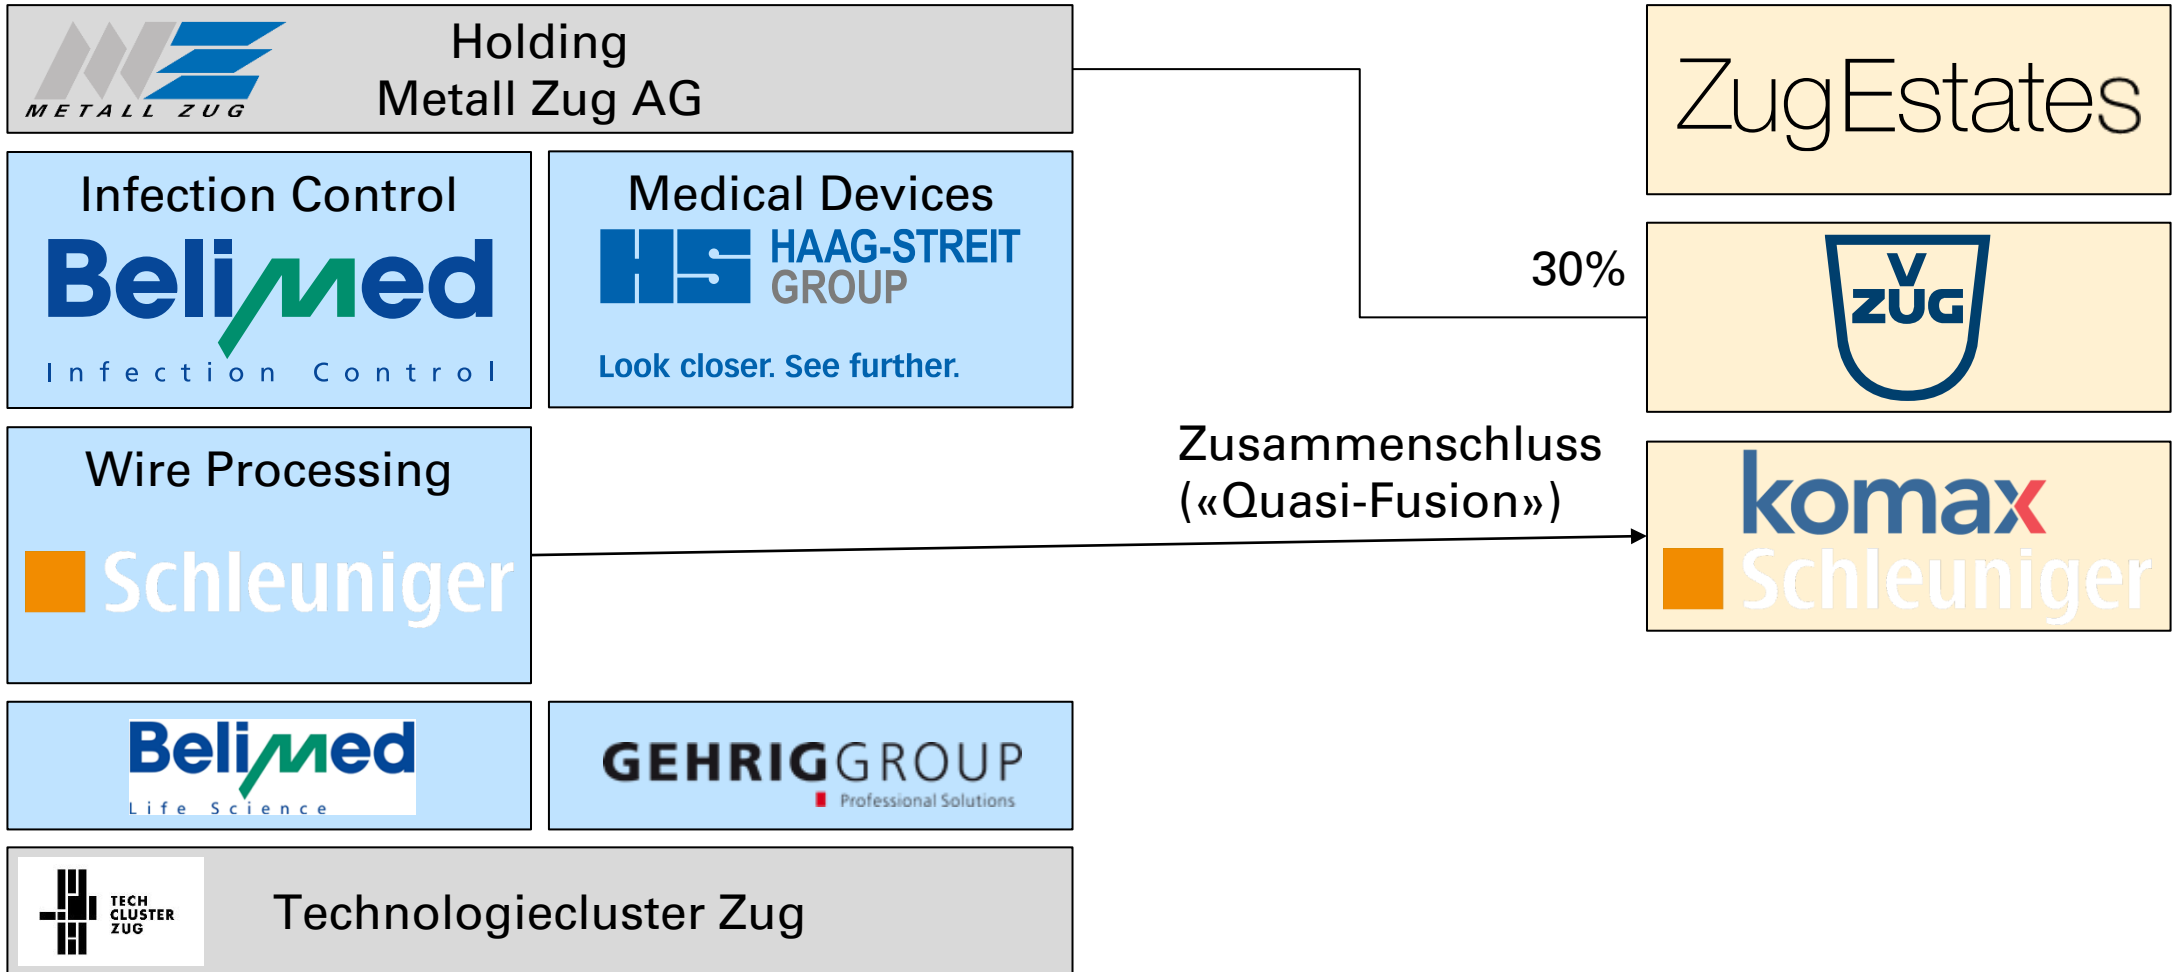 METALL ZUG
Holding
Metall Zug AG
ZugEstates
Infection Control
Belimed
Infection Control
Medical Devices
HS HAAG-STREIT
GROUP
Look closer. See further.
30%
V
ZUG
Wire Processing
Schleuniger
Zusammenschluss
(«Quasi-Fusion»)
komax
Schleuniger
Belimed
Life Science
GEHRIGGROUP
Professional Solutions
TECH
CLUSTER
ZUG
Technologiecluster Zug